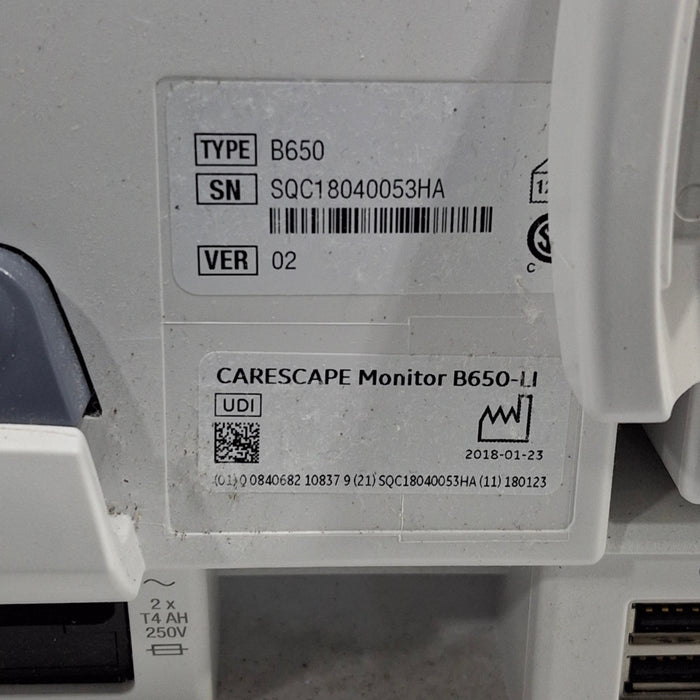 TYPE B650
SN SQC18040053HA
VER 02
C
CARESCAPE Monitor B650-LI
UDI
2018-01-23
(01) 0 0840682 10837 9 (21) SQC18040053HA (11) 180123
2 x
T4 AH
250V